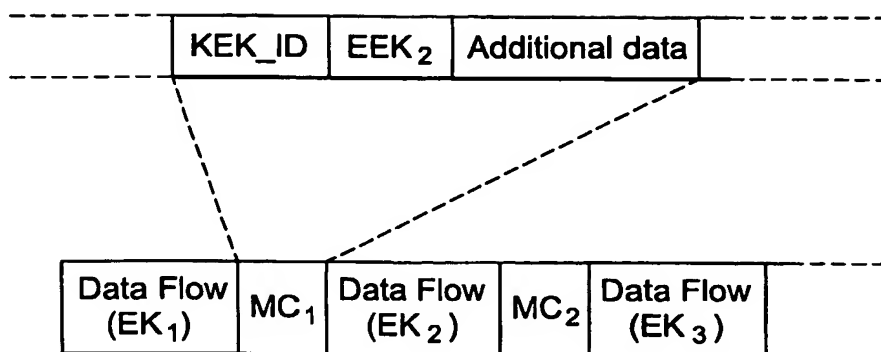 KEK_ID EEK₂ Additional data
Data Flow (EK₁) MC₁ Data Flow (EK₂) MC₂ Data Flow (EK₃)